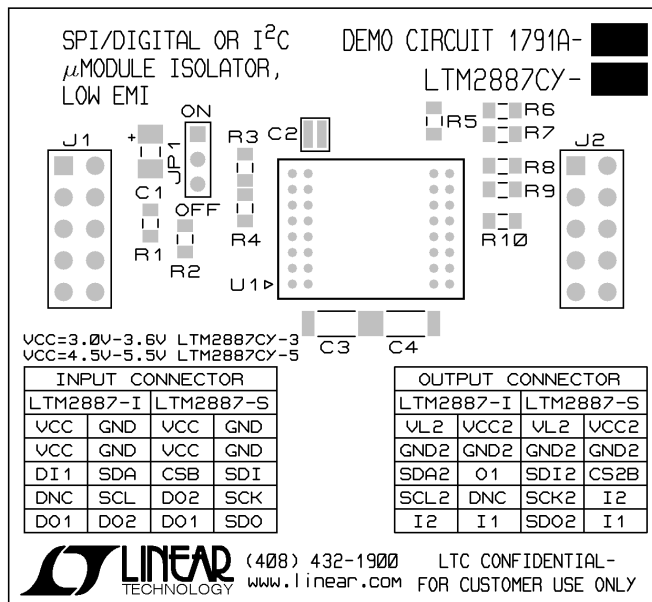 SPI/DIGITAL OR I²C
µMODULE ISOLATOR,
LOW EMI
DEMO CIRCUIT 1791A-
LTM2887CY-
J1
+
C1
ON
JP1
OFF
R1
R2
R3
R4
C2
U1
R5
R6
R7
R8
R9
R10
J2
C3
C4
VCC=3.0V-3.6V LTM2887CY-3
VCC=4.5V-5.5V LTM2887CY-5
INPUT CONNECTOR
LTM2887-I LTM2887-S
VCC GND VCC GND
VCC GND VCC GND
DI1 SDA CSB SDI
DNC SCL DO2 SCK
DO1 DO2 DO1 SDO
OUTPUT CONNECTOR
LTM2887-I LTM2887-S
VL2 VCC2 VL2 VCC2
GND2 GND2 GND2 GND2
SDA2 O1 SDI2 CS2B
SCL2 DNC SCK2 I2
I2 I1 SDO2 I1
LINEAR
TECHNOLOGY
(408) 432-1900
www.linear.com
LTC CONFIDENTIAL-
FOR CUSTOMER USE ONLY